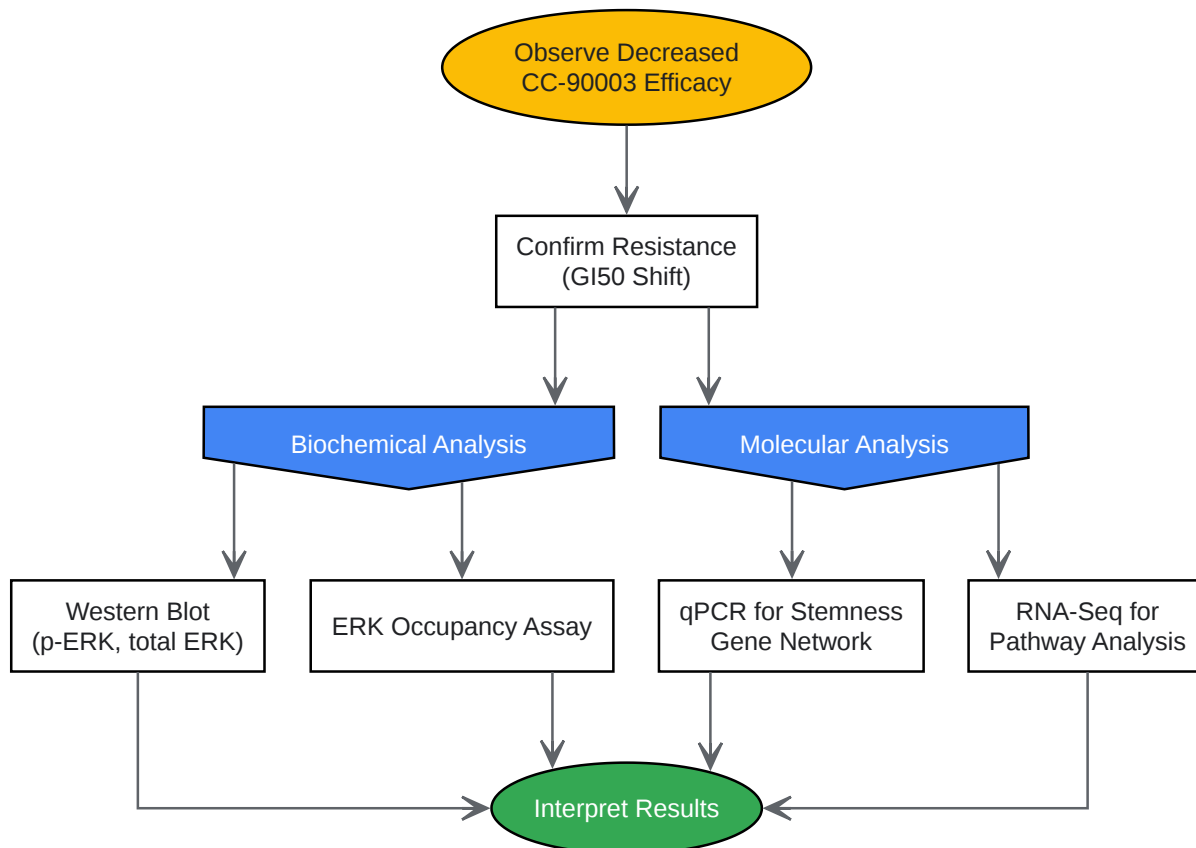 Observe Decreased
CC-90003 Efficacy
Confirm Resistance
(GI50 Shift)
Biochemical Analysis
Molecular Analysis
Western Blot
(p-ERK, total ERK)
ERK Occupancy Assay
qPCR for Stemness
Gene Network
RNA-Seq for
Pathway Analysis
Interpret Results